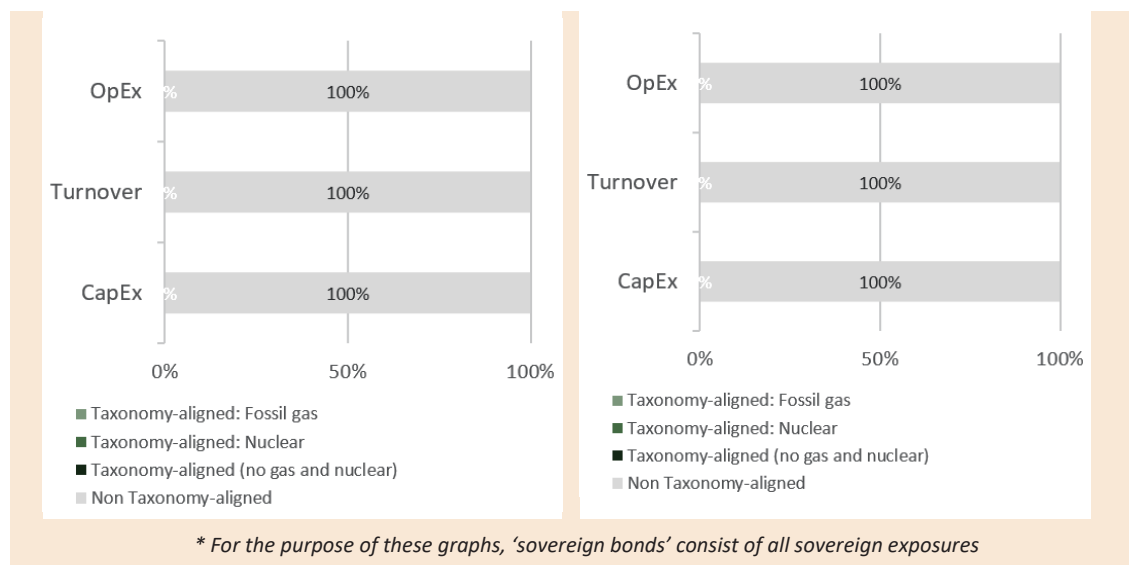 OpEx
% 100%
Turnover
% 100%
CapEx
% 100%
0% 50% 100%
Taxonomy-aligned: Fossil gas
Taxonomy-aligned: Nuclear
Taxonomy-aligned (no gas and nuclear)
Non Taxonomy-aligned
OpEx
% 100%
Turnover
% 100%
CapEx
% 100%
0% 50% 100%
Taxonomy-aligned: Fossil gas
Taxonomy-aligned: Nuclear
Taxonomy-aligned (no gas and nuclear)
Non Taxonomy-aligned
* For the purpose of these graphs, ‘sovereign bonds’ consist of all sovereign exposures